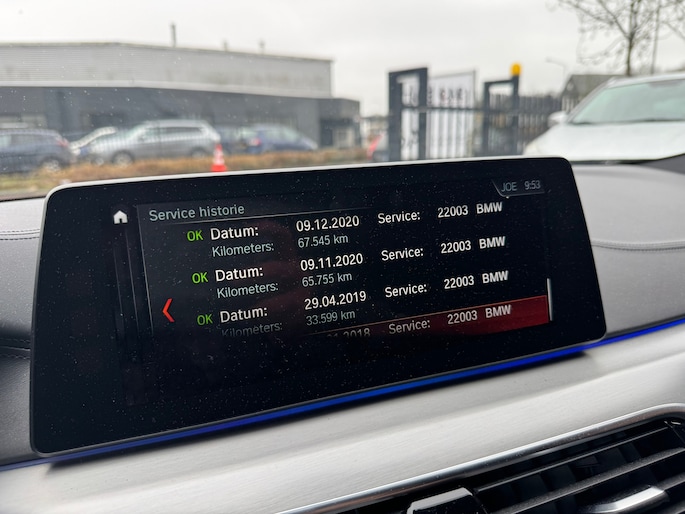 JOE 9:53
Service historie
OK Datum: 09.12.2020 Service: 22003 BMW
Kilometers: 67.545 km
OK Datum: 09.11.2020 Service: 22003 BMW
Kilometers: 65.755 km
OK Datum: 29.04.2019 Service: 22003 BMW
Kilometers: 33.599 km
2018 Service: 22003 BMW